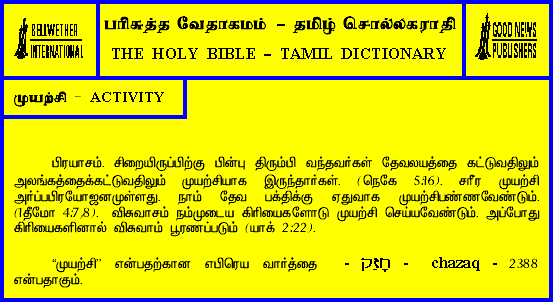 BELLWETHER
INTERNATIONAL
பரிசுத்த வேதாகமம் - தமிழ் சொல்லகராதி
THE HOLY BIBLE - TAMIL DICTIONARY
GOOD NEWS
PUBLISHERS
முயற்சி - ACTIVITY
பிரயாசம். சிறையிருப்பிற்கு பின்பு திரும்பி வந்தவர்கள் தேவலயத்தை கட்டுவதிலும்
அலங்கத்தைக்கட்டுவதிலும் முயற்சியாக இருந்தார்கள். (நெகே 5:16). சரீர முயற்சி
அர்ப்பபிரயோஜனமுள்ளது. நாம் தேவ பக்திக்கு ஏதுவாக முயற்சிபண்ணவேண்டும்.
(1தீமோ 4:7,8). விசுவாசம் நம்முடைய கிரியைகளோடு முயற்சி செய்யவேண்டும். அப்போது
கிரியைகளினால் விசுவாம் பூரணப்படும் (யாக் 2:22).
“முயற்சி” என்பதற்கான எபிரெய வார்த்தை - חָזַק - chazaq - 2388
என்பதாகும்.